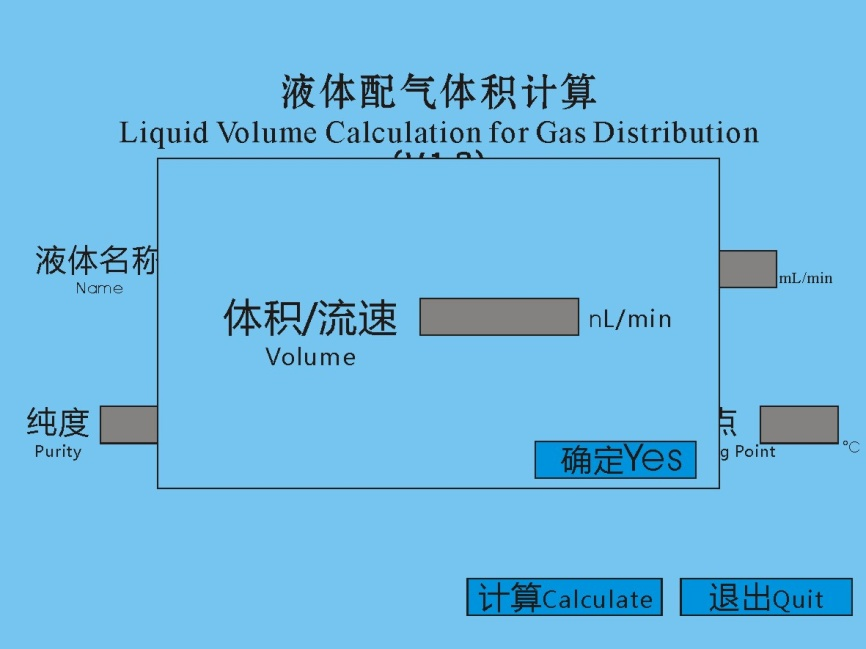 液体配气体积计算
Liquid Volume Calculation for Gas Distribution
液体名称
Name
mL/min
体积/流速 nL/min
Volume
纯度
Purity
点
g Point
℃
确定Yes
计算Calculate
退出Quit